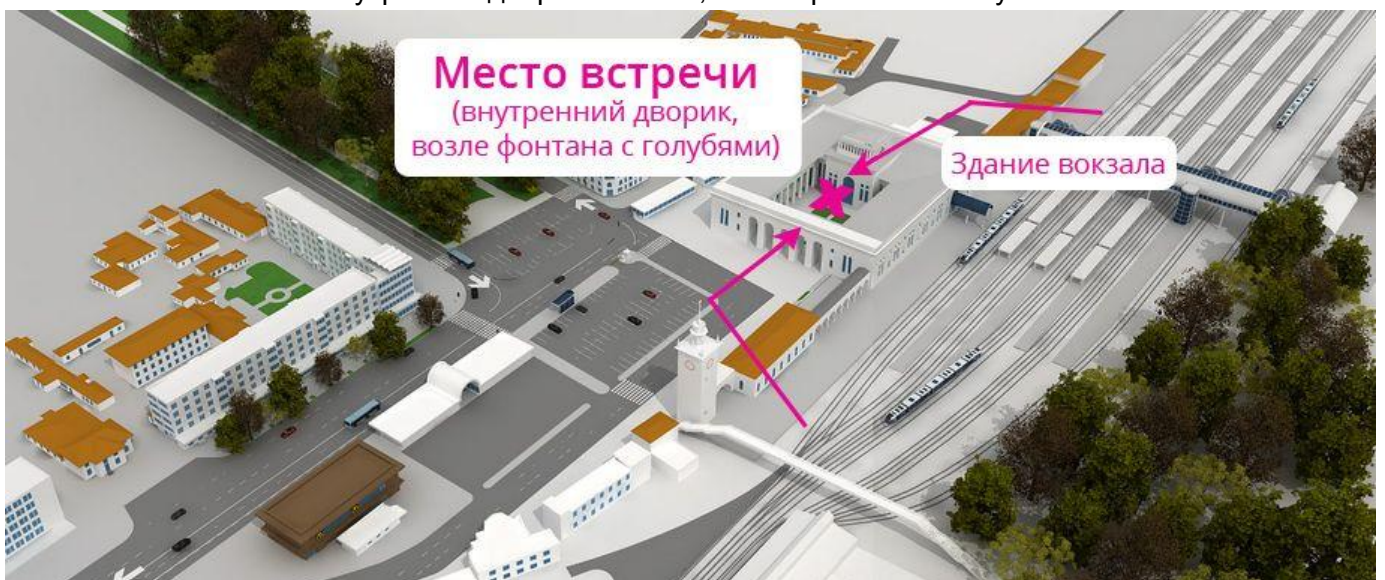 Место встречи
(внутренний дворик,
возле фонтана с голубями)
Здание вокзала